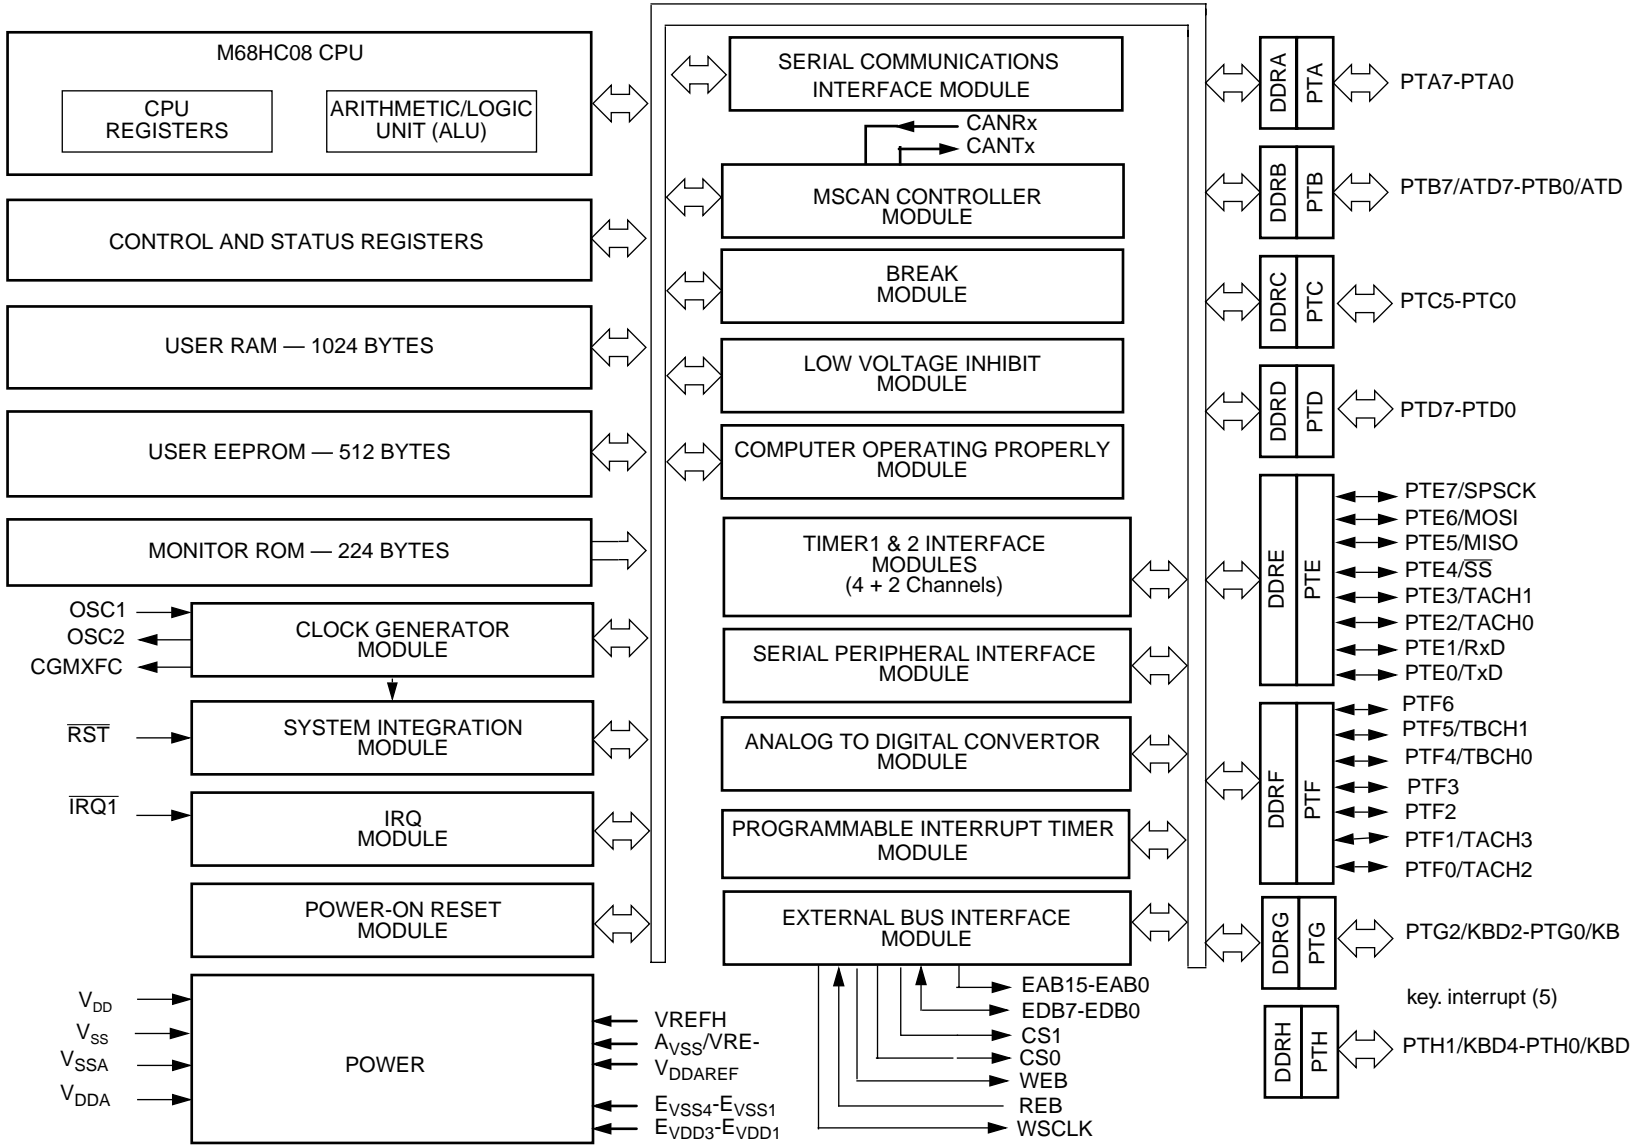 M68HC08 CPU
CPU
REGISTERS
ARITHMETIC/LOGIC
UNIT (ALU)
CONTROL AND STATUS REGISTERS
USER RAM — 1024 BYTES
USER EEPROM — 512 BYTES
MONITOR ROM — 224 BYTES
OSC1
OSC2
CGMXFC
CLOCK GENERATOR
MODULE
RST
SYSTEM INTEGRATION
MODULE
IRQ1
IRQ
MODULE
POWER-ON RESET
MODULE
VDD
VSS
VSSA
VDDA
POWER
VREFH
AVSS/VRE-
VDDAREF
EVSS4-EVSS1
EVDD3-EVDD1
SERIAL COMMUNICATIONS
INTERFACE MODULE
CANRx
CANTx
MSCAN CONTROLLER
MODULE
BREAK
MODULE
LOW VOLTAGE INHIBIT
MODULE
COMPUTER OPERATING PROPERLY
MODULE
TIMER1 & 2 INTERFACE
MODULES
(4 + 2 Channels)
SERIAL PERIPHERAL INTERFACE
MODULE
ANALOG TO DIGITAL CONVERTOR
MODULE
PROGRAMMABLE INTERRUPT TIMER
MODULE
EXTERNAL BUS INTERFACE
MODULE
EAB15-EAB0
EDB7-EDB0
CS1
CS0
WEB
REB
WSCLK
DDRA
PTA
PTA7-PTA0
DDRB
PTB
PTB7/ATD7-PTB0/ATD
DDRC
PTC
PTC5-PTC0
DDRD
PTD
PTD7-PTD0
DDRE
PTE
PTE7/SPSCK
PTE6/MOSI
PTE5/MISO
PTE4/SS
PTE3/TACH1
PTE2/TACH0
PTE1/RxD
PTE0/TxD
DDRF
PTF
PTF6
PTF5/TBCH1
PTF4/TBCH0
PTF3
PTF2
PTF1/TACH3
PTF0/TACH2
DDRG
PTG
PTG2/KBD2-PTG0/KB
key. interrupt (5)
DDRH
PTH
PTH1/KBD4-PTH0/KBD